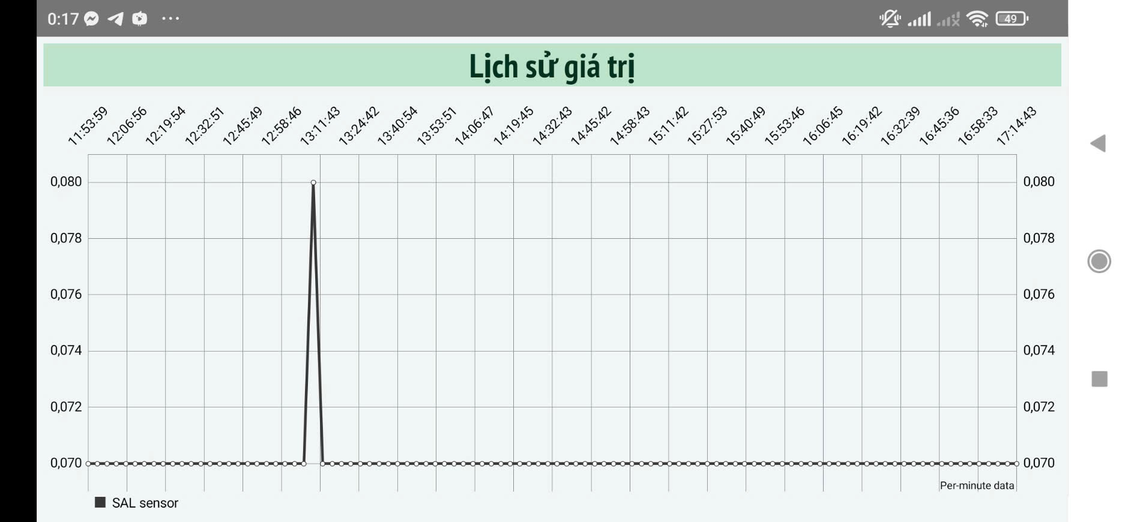 0:17
49
Lịch sử giá trị
11:53:59 12:06:56 12:19:54 12:32:51 12:45:49 12:58:46 13:11:43 13:24:42 13:40:54 13:53:51 14:06:47 14:19:45 14:32:43 14:45:42 14:58:43 15:11:42 15:27:53 15:40:49 15:53:46 16:06:45 16:19:42 16:32:39 16:45:36 16:58:33 17:14:43
0,080 0,080
0,078 0,078
0,076 0,076
0,074 0,074
0,072 0,072
0,070 0,070
Per-minute data
SAL sensor